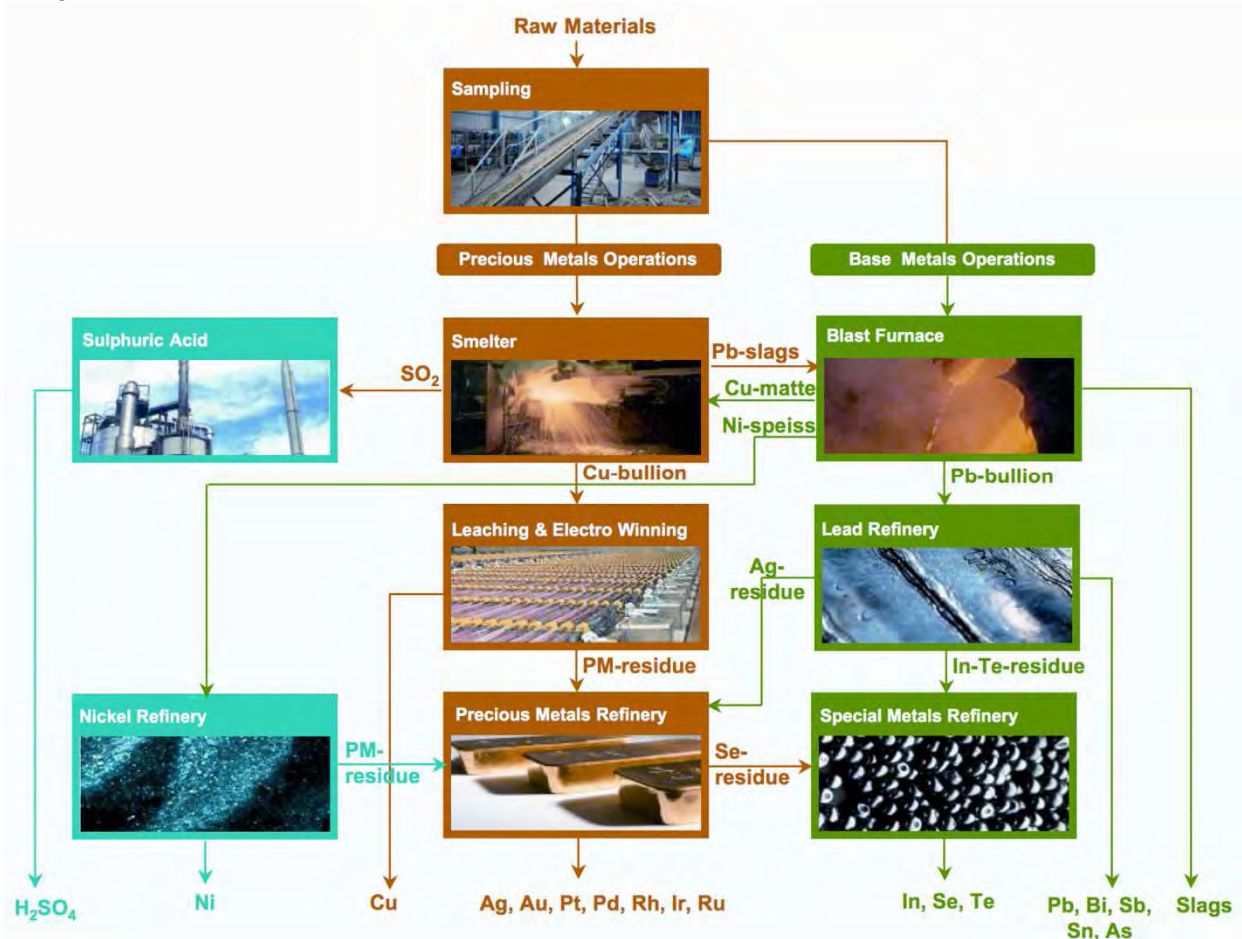 Raw Materials
Sampling
Precious Metals Operations
Base Metals Operations
Sulphuric Acid
Smelter
Blast Furnace
SO₂
Pb-slags
Cu-matte
Ni-speiss
Cu-bullion
Pb-bullion
Leaching & Electro Winning
Lead Refinery
Ag-
residue
PM-residue
In-Te-residue
Nickel Refinery
Precious Metals Refinery
Special Metals Refinery
PM-
residue
Se-
residue
H₂SO₄
Ni
Cu
Ag, Au, Pt, Pd, Rh, Ir, Ru
In, Se, Te
Pb, Bi, Sb,
Sn, As
Slags